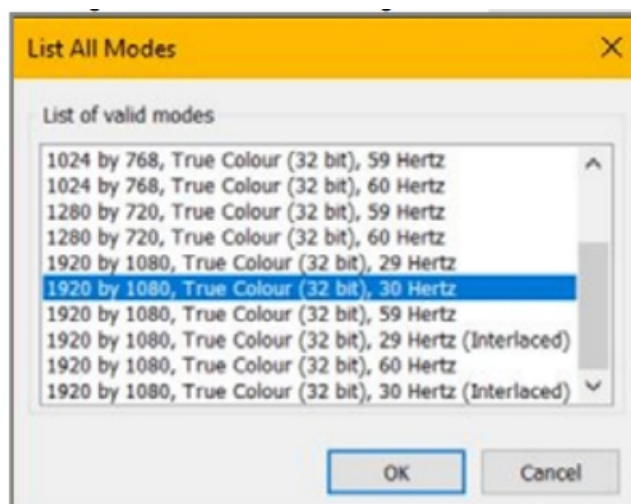 List All Modes
List of valid modes
1024 by 768, True Colour (32 bit), 59 Hertz
1024 by 768, True Colour (32 bit), 60 Hertz
1280 by 720, True Colour (32 bit), 59 Hertz
1280 by 720, True Colour (32 bit), 60 Hertz
1920 by 1080, True Colour (32 bit), 29 Hertz
1920 by 1080, True Colour (32 bit), 30 Hertz
1920 by 1080, True Colour (32 bit), 59 Hertz
1920 by 1080, True Colour (32 bit), 29 Hertz (Interlaced)
1920 by 1080, True Colour (32 bit), 60 Hertz
1920 by 1080, True Colour (32 bit), 30 Hertz (Interlaced)
OK Cancel